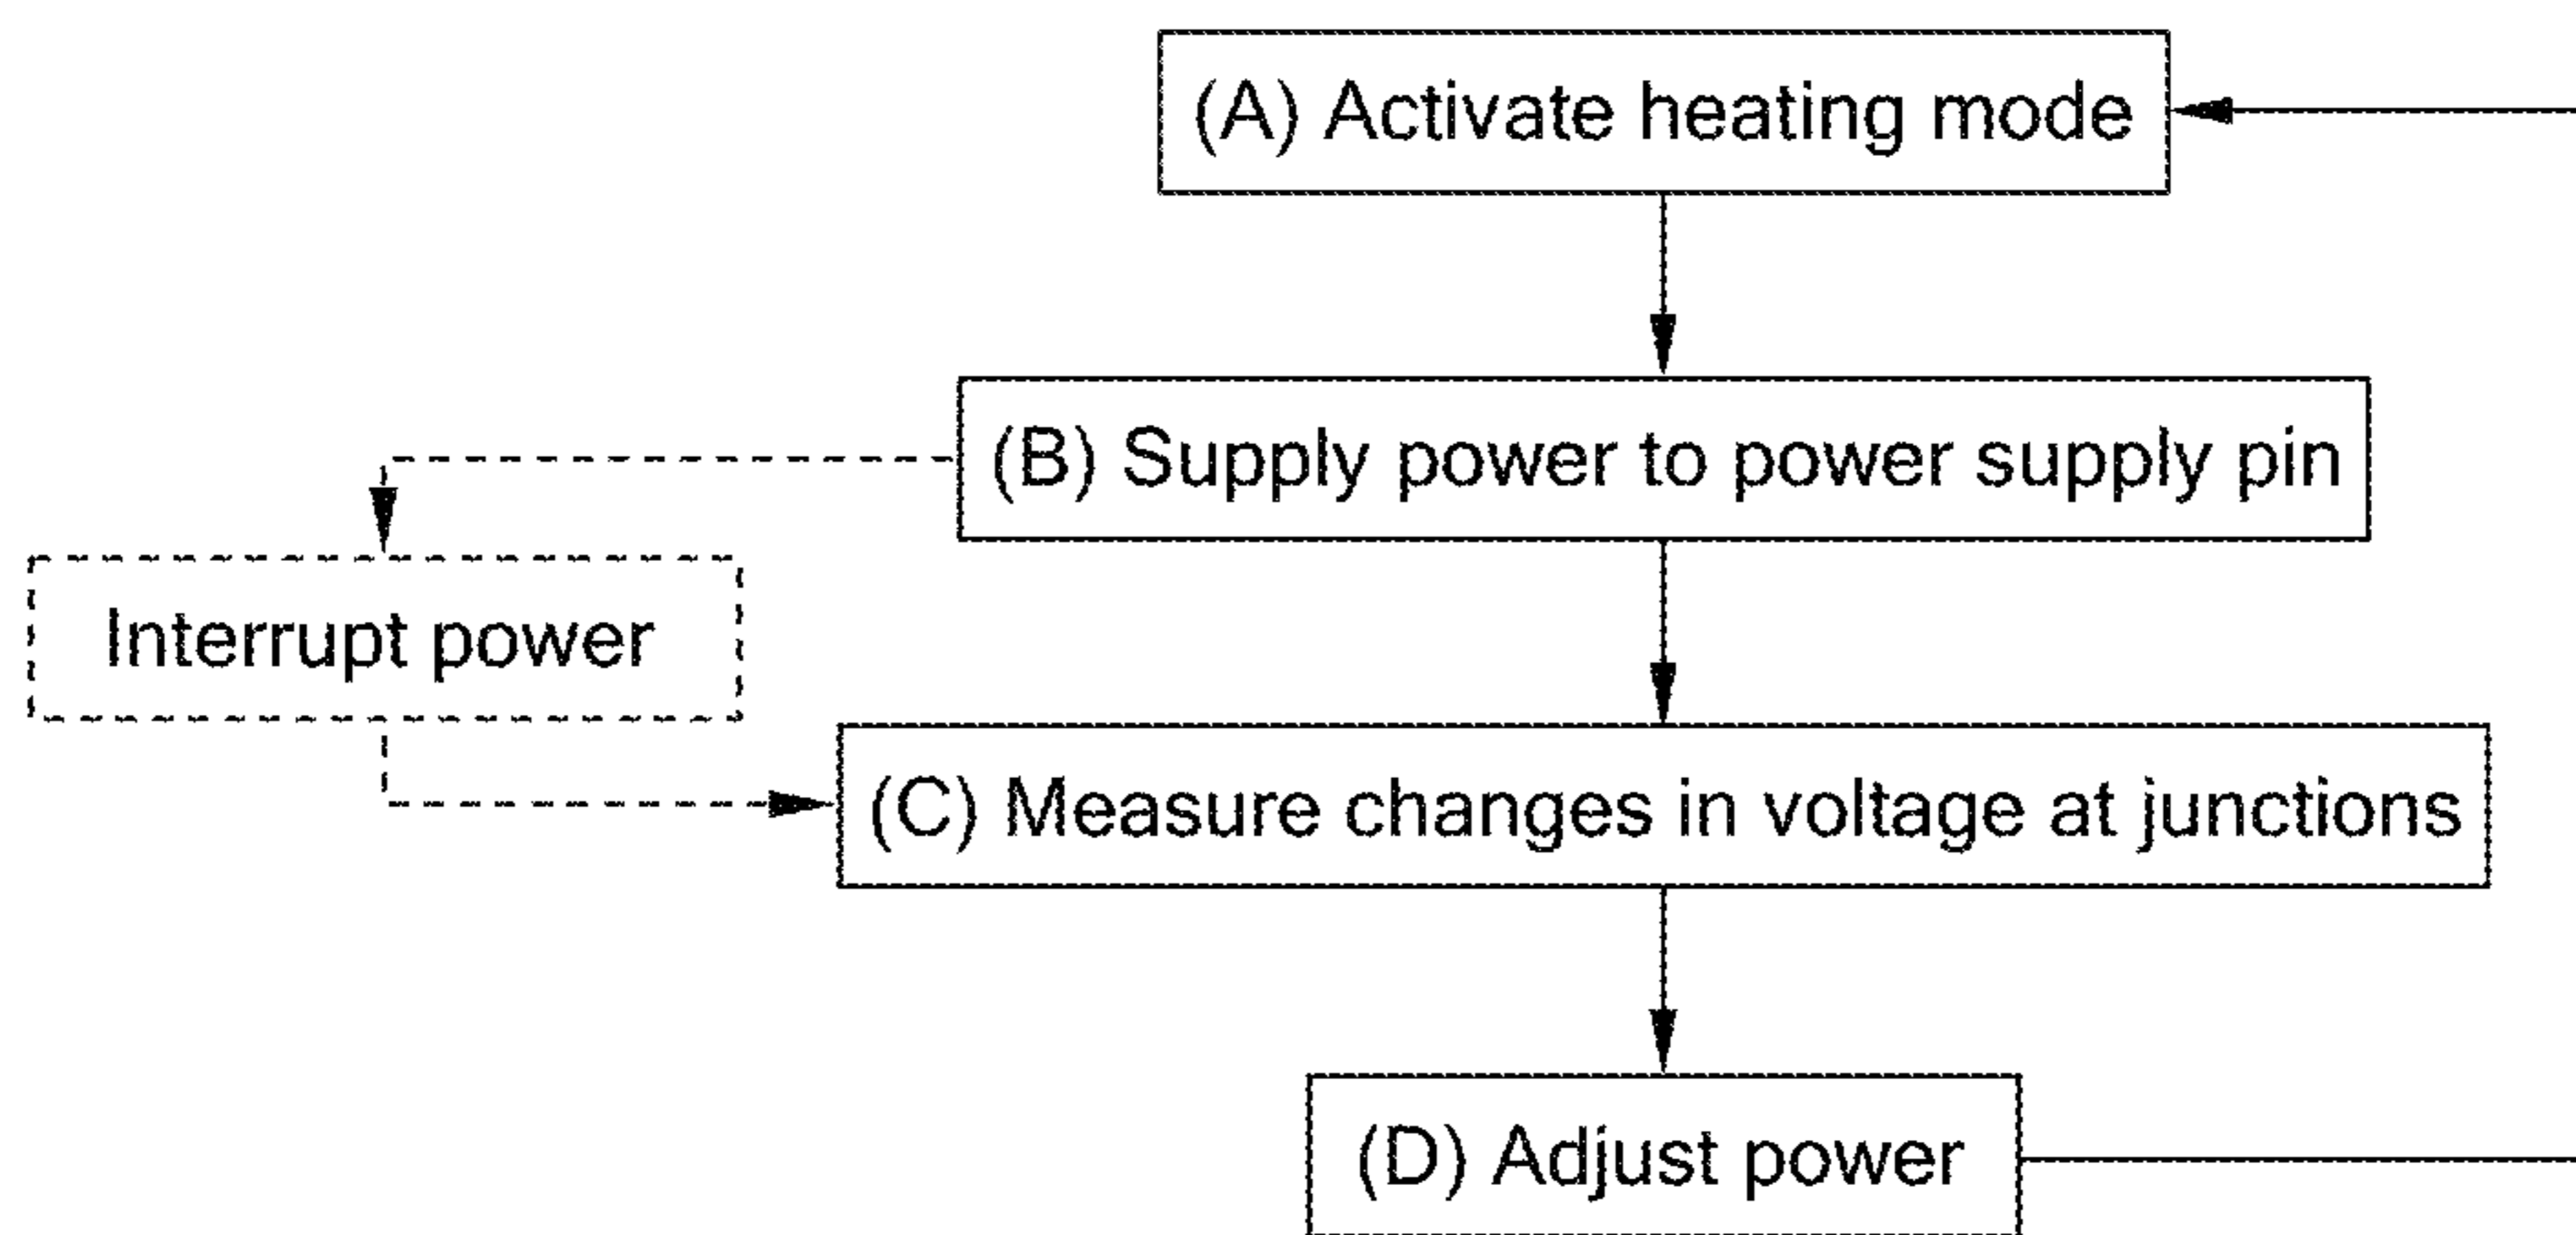 (A) Activate heating mode
(B) Supply power to power supply pin
Interrupt power
(C) Measure changes in voltage at junctions
(D) Adjust power